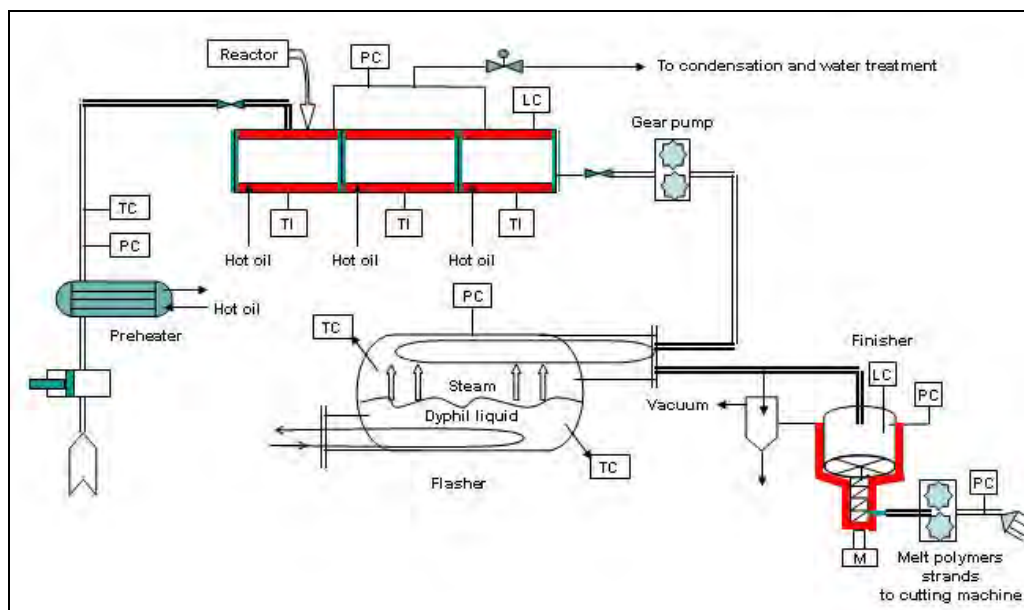 Reactor
PC
To condensation and water treatment
LC
Gear pump
TC
PC
TI
TI
TI
Hot oil
Hot oil
Hot oil
Hot oil
Preheater
PC
TC
Steam
Dyphil liquid
TC
Flasher
Vacuum
Finisher
LC
PC
PC
M
Melt polymers
strands
to cutting machine